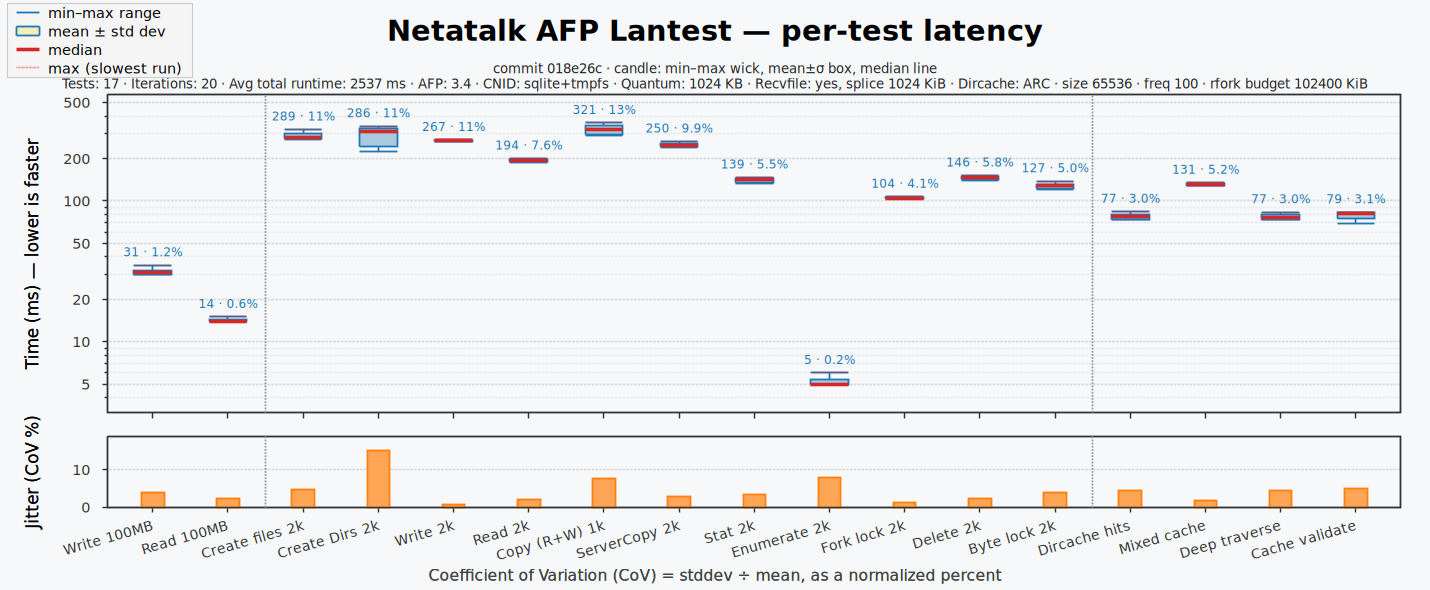 min–max range
mean ± std dev
median
max (slowest run)
Netatalk AFP Lantest — per-test latency
commit 018e26c · candle: min–max wick, mean±σ box, median line
Tests: 17 · Iterations: 20 · Avg total runtime: 2537 ms · AFP: 3.4 · CNID: sqlite+tmpfs · Quantum: 1024 KB · Recvfile: yes, splice 1024 KiB · Dircache: ARC · size 65536 · freq 100 · rfork budget 102400 KiB
Time (ms) — lower is faster
500
200
100
50
20
10
5
31 · 1.2%
14 · 0.6%
289 · 11%
286 · 11%
267 · 11%
194 · 7.6%
321 · 13%
250 · 9.9%
139 · 5.5%
5 · 0.2%
104 · 4.1%
146 · 5.8%
127 · 5.0%
77 · 3.0%
131 · 5.2%
77 · 3.0%
79 · 3.1%
Jitter (CoV %)
10
0
Write 100MB
Read 100MB
Create files 2k
Create Dirs 2k
Write 2k
Read 2k
Copy (R+W) 1k
ServerCopy 2k
Stat 2k
Enumerate 2k
Fork lock 2k
Delete 2k
Byte lock 2k
Dircache hits
Mixed cache
Deep traverse
Cache validate
Coefficient of Variation (CoV) = stddev ÷ mean, as a normalized percent